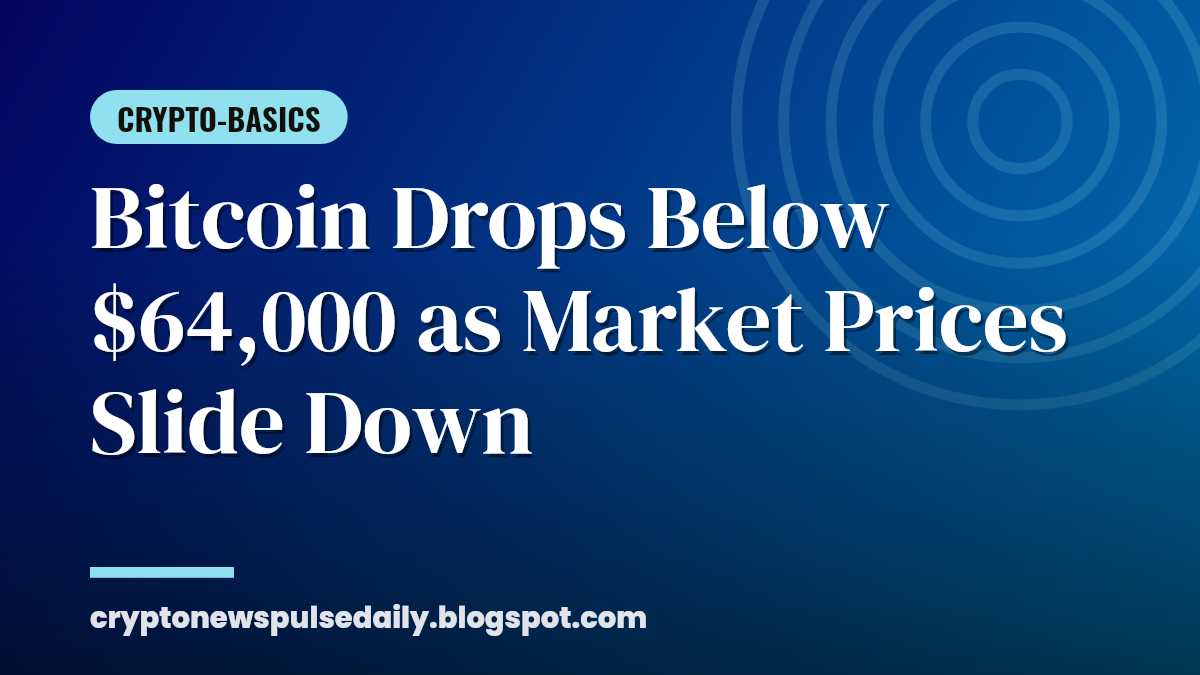 CRYPTO-BASICS
Bitcoin Drops Below
$64,000 as Market Prices
Slide Down
cryptonewspulsedaily.blogspot.com